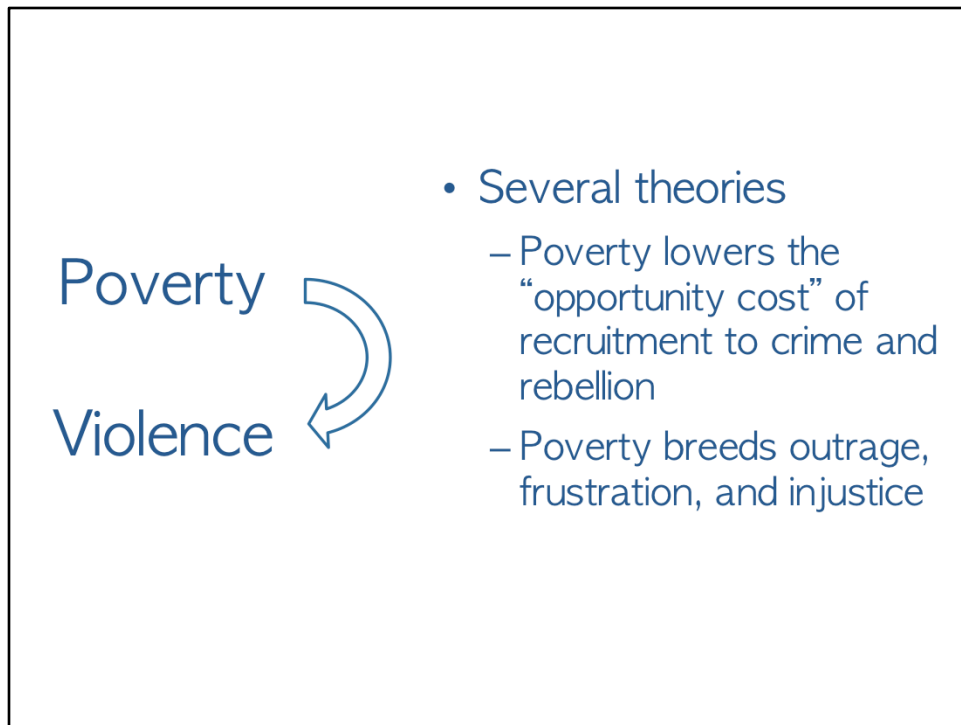 Poverty
Violence
• Several theories
– Poverty lowers the
“opportunity cost” of
recruitment to crime and
rebellion
– Poverty breeds outrage,
frustration, and injustice